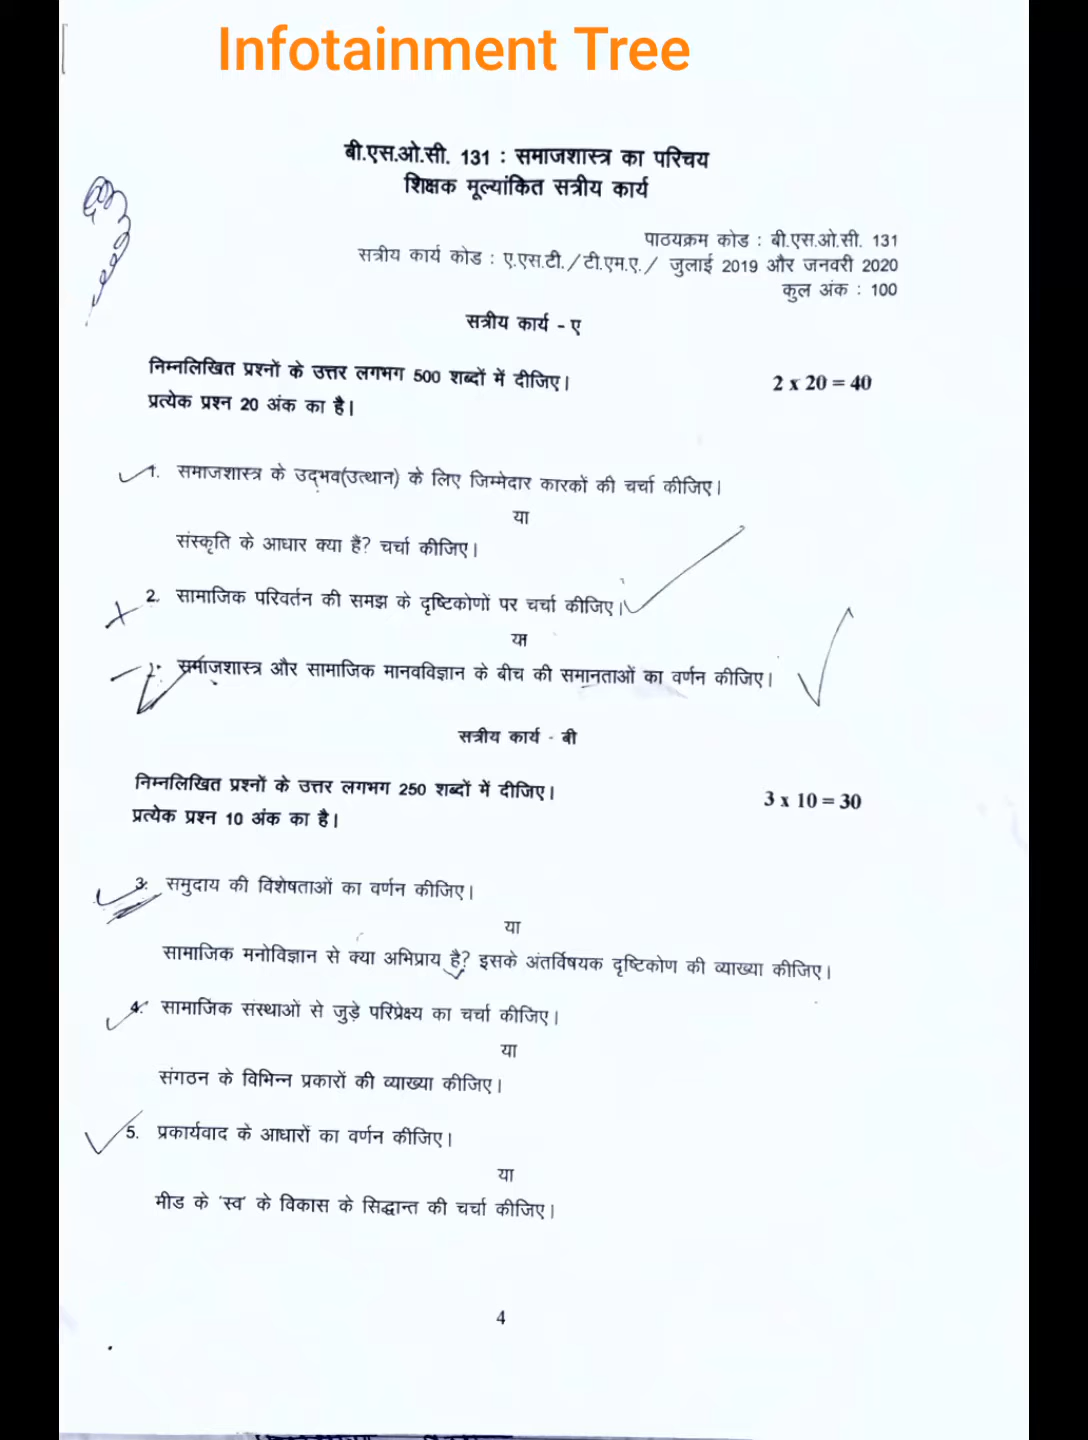 Infotainment Tree
बी.एस.ओ.सी. 131 : समाजशास्त्र का परिचय
शिक्षक मूल्यांकित सत्रीय कार्य
पाठयक्रम कोड : बी.एस.ओ.सी. 131
सत्रीय कार्य कोड : ए.एस.टी./टी.एम.ए./ जुलाई 2019 और जनवरी 2020
कुल अंक : 100
सत्रीय कार्य - ए
निम्नलिखित प्रश्नों के उत्तर लगभग 500 शब्दों में दीजिए। 2 x 20 = 40
प्रत्येक प्रश्न 20 अंक का है।
1. समाजशास्त्र के उद्भव(उत्थान) के लिए जिम्मेदार कारकों की चर्चा कीजिए।
या
संस्कृति के आधार क्या हैं? चर्चा कीजिए।
2. सामाजिक परिवर्तन की समझ के दृष्टिकोणों पर चर्चा कीजिए।
या
समाजशास्त्र और सामाजिक मानवविज्ञान के बीच की समानताओं का वर्णन कीजिए।
सत्रीय कार्य - बी
निम्नलिखित प्रश्नों के उत्तर लगभग 250 शब्दों में दीजिए। 3 x 10 = 30
प्रत्येक प्रश्न 10 अंक का है।
3. समुदाय की विशेषताओं का वर्णन कीजिए।
या
सामाजिक मनोविज्ञान से क्या अभिप्राय है? इसके अंतर्विषयक दृष्टिकोण की व्याख्या कीजिए।
4. सामाजिक संस्थाओं से जुड़े परिप्रेक्ष्य का चर्चा कीजिए।
या
संगठन के विभिन्न प्रकारों की व्याख्या कीजिए।
5. प्रकार्यवाद के आधारों का वर्णन कीजिए।
या
मीड के 'स्व' के विकास के सिद्धान्त की चर्चा कीजिए।
4